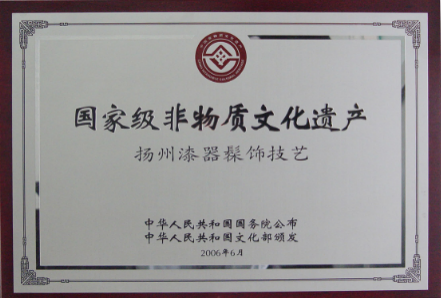 国家级非物质文化遗产
扬州漆器髹饰技艺
中华人民共和国国务院公布
中华人民共和国文化部颁发
2006年6月